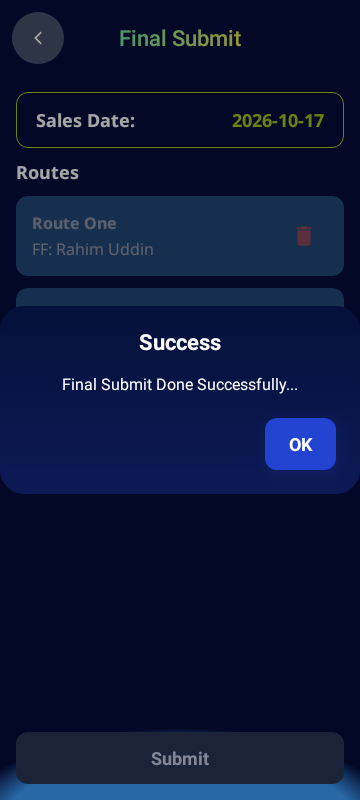 Final Submit
Sales Date: 2026-10-17
Routes
Route One
FF: Rahim Uddin
Success
Final Submit Done Successfully...
OK
Submit